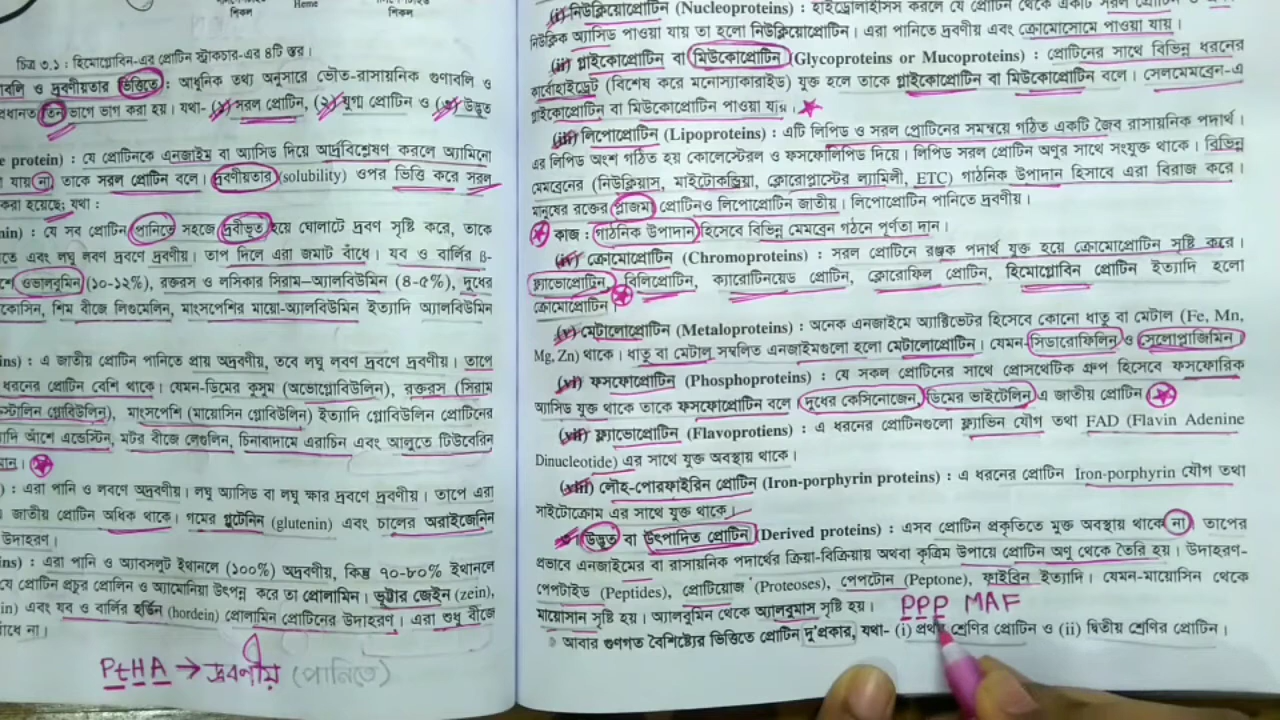 শিকল
Heme
শিকল
চিত্র ৩.১ : হিমোগ্লোবিন-এর প্রোটিন স্ট্রাকচার-এর ৪টি স্তর।
ও দ্রবণীয়তার ভিত্তিতে : আধুনিক তথ্য অনুসারে ভৌত-রাসায়নিক গুণাবলি ও
তিন ভাগে ভাগ করা হয়। যথা- (১) সরল প্রোটিন, (২) যুগ্ম প্রোটিন ও (৩) উদ্ভূত
protein) : যে প্রোটিনকে এনজাইম বা অ্যাসিড দিয়ে আর্দ্রবিশ্লেষণ করলে অ্যামিনো
যায় না তাকে সরল প্রোটিন বলে। দ্রবণীয়তার (solubility) ওপর ভিত্তি করে সরল
করা হয়েছে; যথা :
যে সব প্রোটিন পানিতে সহজে দ্রবীভূত হয়ে ঘোলাটে দ্রবণ সৃষ্টি করে, তাকে
এবং লঘু লবণ দ্রবণে দ্রবণীয়। তাপ দিলে এরা জমাট বাঁধে। যব ও বার্লির ß-
ওভালবুমিন (১০-১২%), রক্তরস ও লসিকার সিরাম–অ্যালবুমিন (৪-৫%), দুধের
শিম বীজে লিগুমেলিন, মাংসপেশির মায়ো-অ্যালবুমিন ইত্যাদি অ্যালবুমিন
এ জাতীয় প্রোটিন পানিতে প্রায় অদ্রবণীয়, তবে লঘু লবণ দ্রবণে দ্রবণীয়। তাপে
ধরনের প্রোটিন বেশি থাকে। যেমন-ডিমের কুসুম (অভোগ্লোবিউলিন), রক্তরস (সিরাম
গ্লোবিউলিন), মাংসপেশি (মায়োসিন গ্লোবিউলিন) ইত্যাদি গ্লোবিউলিন প্রোটিনের
আঁশে এডেস্টিন, মটর বীজে লেগুলিন, চিনাবাদামে এরাচিন এবং আলুতে টিউবেরিন
: এরা পানি ও লবণে অদ্রবণীয়। লঘু অ্যাসিড বা লঘু ক্ষার দ্রবণে দ্রবণীয়। তাপে এরা
জাতীয় প্রোটিন অধিক থাকে। গমের গ্লুটেনিন (glutenin) এবং চালের অরাইজেনিন
উদাহরণ।
: এরা পানি ও অ্যাবসলুট ইথানলে (১০০%) অদ্রবণীয়, কিন্তু ৭০-৮০% ইথানলে
যে প্রোটিন প্রচুর প্রোলিন ও অ্যামোনিয়া উৎপন্ন করে তা প্রোলামিন। ভুট্টার জেইন (zein),
এবং যব ও বার্লির হর্ডিন (hordein) প্রোলামিন প্রোটিনের উদাহরণ। এরা শুধু বীজে
না।
PtHA → দ্রবণীয় (পানিতে)
(i) নিউক্লিয়োপ্রোটিন (Nucleoproteins) : হাইড্রোলাইসিস করলে যে প্রোটিন থেকে একটি সরল প্রোটিন
নিউক্লিক অ্যাসিড পাওয়া যায় তা হলো নিউক্লিয়োপ্রোটিন। এরা পানিতে দ্রবণীয় এবং ক্রোমোসোমে পাওয়া যায়।
(ii) গ্লাইকোপ্রোটিন বা মিউকোপ্রোটিন (Glycoproteins or Mucoproteins) : প্রোটিনের সাথে বিভিন্ন ধরনের
কার্বোহাইড্রেট (বিশেষ করে মনোস্যাকারাইড) যুক্ত হলে তাকে গ্লাইকোপ্রোটিন বা মিউকোপ্রোটিন বলে। সেলমেমব্রেন-এ
গ্লাইকোপ্রোটিন বা মিউকোপ্রোটিন পাওয়া যায়।
(iii) লিপোপ্রোটিন (Lipoproteins) : এটি লিপিড ও সরল প্রোটিনের সমন্বয়ে গঠিত একটি জৈব রাসায়নিক পদার্থ।
এর লিপিড অংশ গঠিত হয় কোলেস্টেরল ও ফসফোলিপিড দিয়ে। লিপিড সরল প্রোটিন অণুর সাথে সংযুক্ত থাকে। বিভিন্ন
মেমব্রেনের (নিউক্লিয়াস, মাইটোকন্ড্রিয়া, ক্লোরোপ্লাস্টের ল্যামিলী, ETC) গাঠনিক উপাদান হিসাবে এরা বিরাজ করে।
মানুষের রক্তের প্লাজমা প্রোটিনও লিপোপ্রোটিন জাতীয়। লিপোপ্রোটিন পানিতে দ্রবণীয়।
কাজ : গাঠনিক উপাদান হিসেবে বিভিন্ন মেমব্রেন গঠনে পূর্ণতা দান।
(iv) ক্রোমোপ্রোটিন (Chromoproteins) : সরল প্রোটিনে রঞ্জক পদার্থ যুক্ত হয়ে ক্রোমোপ্রোটিন সৃষ্টি করে।
ফ্ল্যাভোপ্রোটিন, বিলিপ্রোটিন, ক্যারোটিনয়েড প্রোটিন, ক্লোরোফিল প্রোটিন, হিমোগ্লোবিন প্রোটিন ইত্যাদি হলো
ক্রোমোপ্রোটিন।
(v) মেটালোপ্রোটিন (Metaloproteins) : অনেক এনজাইমে অ্যাক্টিভেটর হিসেবে কোনো ধাতু বা মেটাল (Fe, Mn,
Mg, Zn) থাকে। ধাতু বা মেটাল সম্বলিত এনজাইমগুলো হলো মেটালোপ্রোটিন। যেমন-সিডারোফিলিন ও সেলোপ্লাজিমিন।
(vi) ফসফোপ্রোটিন (Phosphoproteins) : যে সকল প্রোটিনের সাথে প্রোসথেটিক গ্রুপ হিসেবে ফসফোরিক
অ্যাসিড যুক্ত থাকে তাকে ফসফোপ্রোটিন বলে। দুধের কেসিনোজেন, ডিমের ভাইটেলিন এ জাতীয় প্রোটিন।
(vii) ফ্ল্যাভোপ্রোটিন (Flavoprotiens) : এ ধরনের প্রোটিনগুলো ফ্ল্যাভিন যৌগ তথা FAD (Flavin Adenine
Dinucleotide) এর সাথে যুক্ত অবস্থায় থাকে।
(viii) লৌহ-পোরফাইরিন প্রোটিন (Iron-porphyrin proteins) : এ ধরনের প্রোটিন Iron-porphyrin যৌগ তথা
সাইটোক্রোম এর সাথে যুক্ত থাকে।
৩। উদ্ভূত বা উৎপাদিত প্রোটিন (Derived proteins) : এসব প্রোটিন প্রকৃতিতে মুক্ত অবস্থায় থাকে না। তাপের
প্রভাবে এনজাইমের বা রাসায়নিক পদার্থের ক্রিয়া-বিক্রিয়ায় অথবা কৃত্রিম উপায়ে প্রোটিন অণু থেকে তৈরি হয়। উদাহরণ-
পেপটাইড (Peptides), প্রোটিয়োজ (Proteoses), পেপটোন (Peptone), ফাইব্রিন ইত্যাদি। যেমন-মায়োসিন থেকে
মায়োসান সৃষ্টি হয়। অ্যালবুমিন থেকে অ্যালবুমাস সৃষ্টি হয়। PPP MAF
আবার গুণগত বৈশিষ্ট্যের ভিত্তিতে প্রোটিন দু'প্রকার, যথা- (i) প্রথম শ্রেণির প্রোটিন ও (ii) দ্বিতীয় শ্রেণির প্রোটিন।